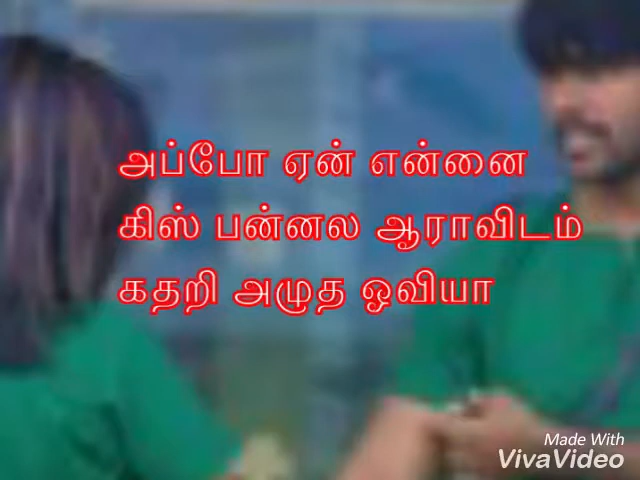 அப்போ ஏன் என்னை
கிஸ் பன்னல ஆராவிடம்
கதறி அழுத ஓவியா
Made With
VivaVideo